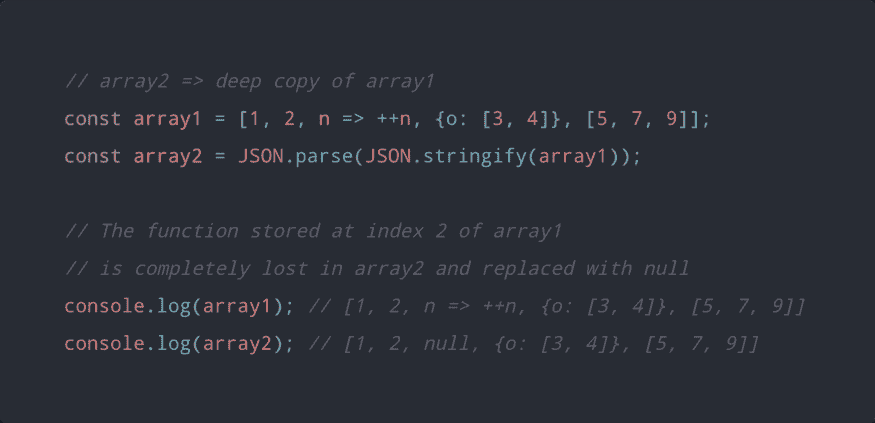 // array2 => deep copy of array1
const array1 = [1, 2, n => ++n, {o: [3, 4]}, [5, 7, 9]];
const array2 = JSON.parse(JSON.stringify(array1));
// The function stored at index 2 of array1
// is completely lost in array2 and replaced with null
console.log(array1); // [1, 2, n => ++n, {o: [3, 4]}, [5, 7, 9]]
console.log(array2); // [1, 2, null, {o: [3, 4]}, [5, 7, 9]]